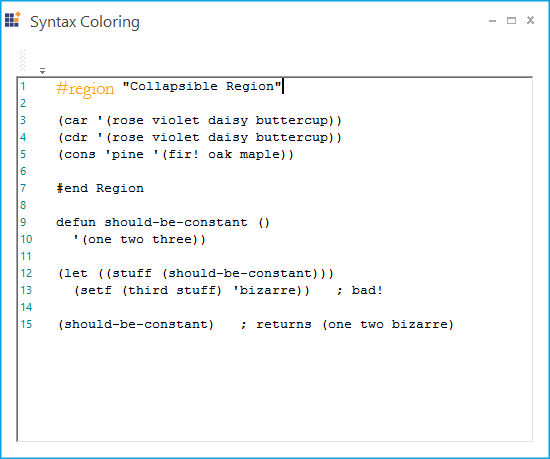 Syntax Coloring
1 #region "Collapsible Region"
2
3 (car '(rose violet daisy buttercup))
4 (cdr '(rose violet daisy buttercup))
5 (cons 'pine '(fir! oak maple))
6
7 #end Region
8
9 defun should-be-constant ()
10   '(one two three))
11
12 (let ((stuff (should-be-constant)))
13   (setf (third stuff) 'bizarre))   ; bad!
14
15 (should-be-constant)   ; returns (one two bizarre)